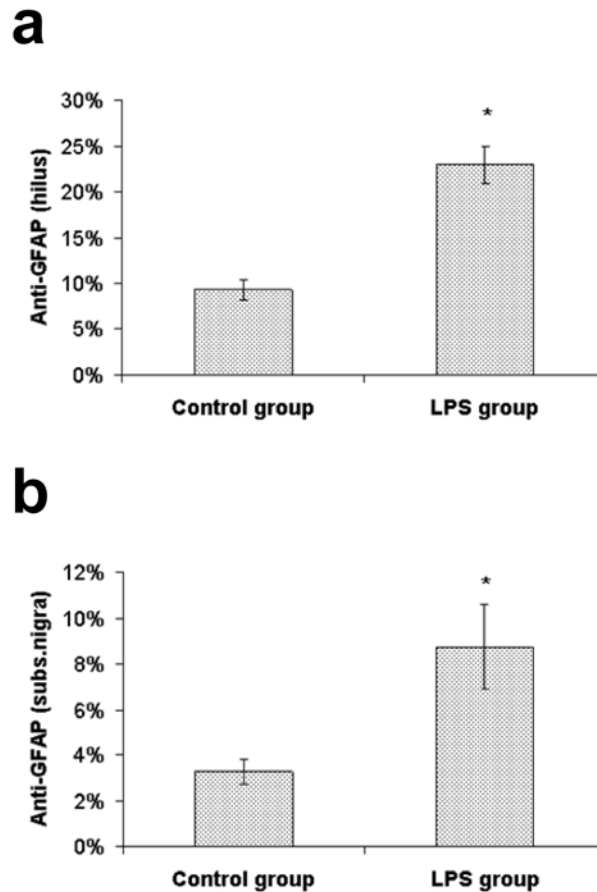 a
30%
25%
20%
15%
10%
5%
0%
Anti-GFAP (hilus)
*
Control group LPS group
b
12%
10%
8%
6%
4%
2%
0%
Anti-GFAP (subs.nigra)
*
Control group LPS group